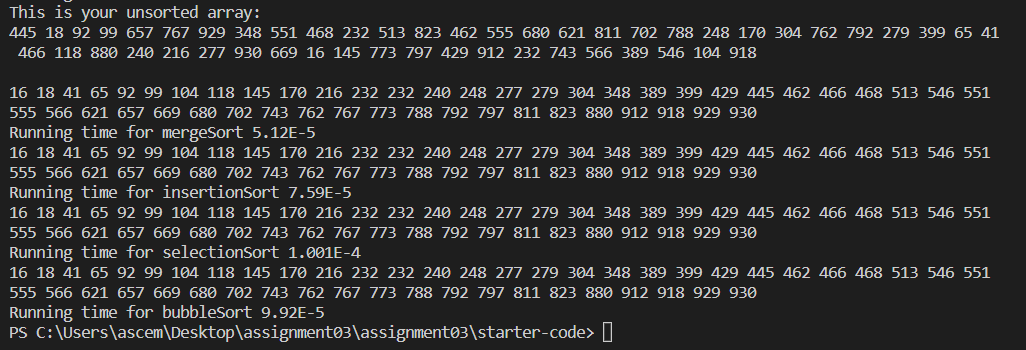 This is your unsorted array:
445 18 92 99 657 767 929 348 551 468 232 513 823 462 555 680 621 811 702 788 248 170 304 762 792 279 399 65 41
466 118 880 240 216 277 930 669 16 145 773 797 429 912 232 743 566 389 546 104 918
16 18 41 65 92 99 104 118 145 170 216 232 232 240 248 277 279 304 348 389 399 429 445 462 466 468 513 546 551
555 566 621 657 669 680 702 743 762 767 773 788 792 797 811 823 880 912 918 929 930
Running time for mergeSort 5.12E-5
16 18 41 65 92 99 104 118 145 170 216 232 232 240 248 277 279 304 348 389 399 429 445 462 466 468 513 546 551
555 566 621 657 669 680 702 743 762 767 773 788 792 797 811 823 880 912 918 929 930
Running time for insertionSort 7.59E-5
16 18 41 65 92 99 104 118 145 170 216 232 232 240 248 277 279 304 348 389 399 429 445 462 466 468 513 546 551
555 566 621 657 669 680 702 743 762 767 773 788 792 797 811 823 880 912 918 929 930
Running time for selectionSort 1.001E-4
16 18 41 65 92 99 104 118 145 170 216 232 232 240 248 277 279 304 348 389 399 429 445 462 466 468 513 546 551
555 566 621 657 669 680 702 743 762 767 773 788 792 797 811 823 880 912 918 929 930
Running time for bubbleSort 9.92E-5
PS C:\Users\ascem\Desktop\assignment03\assignment03\starter-code>